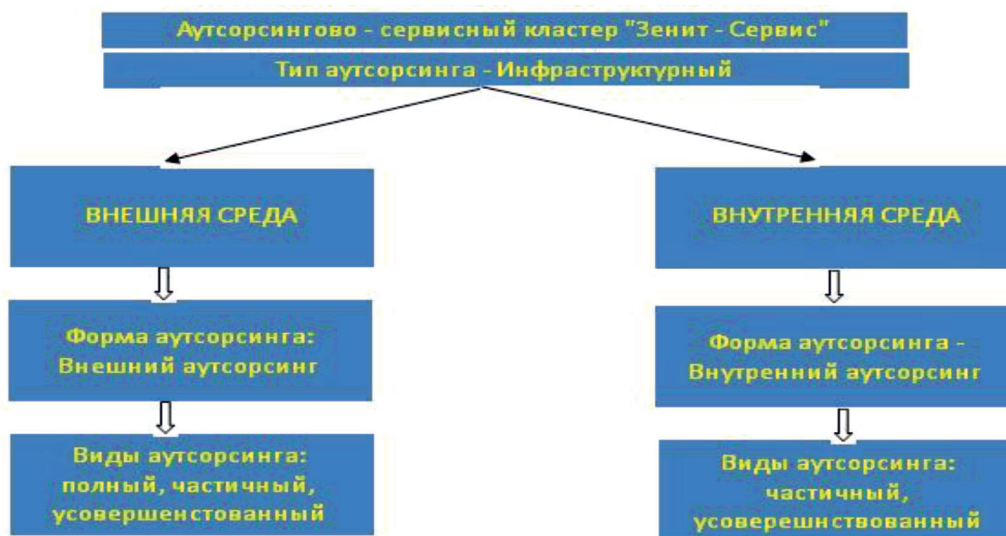 Аутсорсингово - сервисный кластер "Зенит - Сервис"
Тип аутсорсинга - Инфраструктурный
ВНЕШНЯЯ СРЕДА
ВНУТРЕННЯЯ СРЕДА
Форма аутсорсинга:
Внешний аутсорсинг
Форма аутсорсинга -
Внутренний аутсорсинг
Виды аутсорсинга:
полный, частичный,
усовершенстованный
Виды аутсорсинга:
частичный,
усоверешнствованный